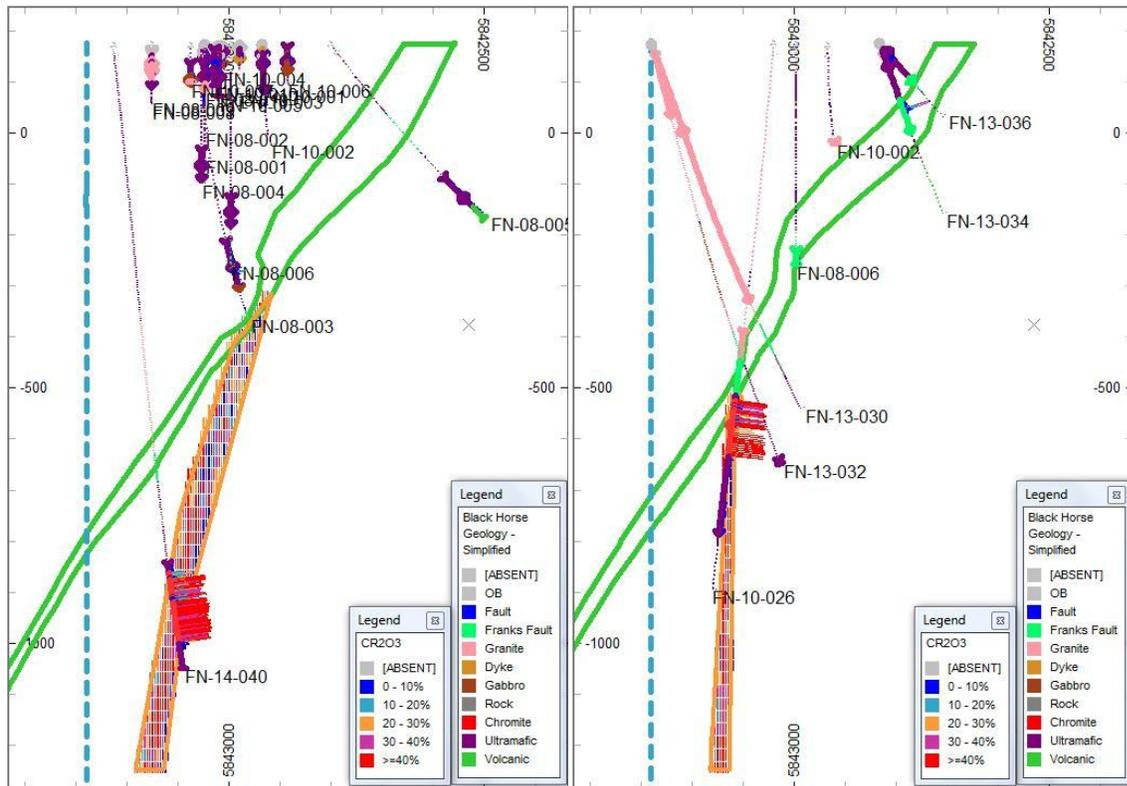 5842500
FN-10-004
FN-10-006
FN-08-002
FN-10-002
FN-08-001
FN-08-004
FN-08-005
N-08-006
FN-08-003
0
-500
-500
-1000
FN-14-040
5843000
Legend
CR2O3
[ABSENT]
0 - 10%
10 - 20%
20 - 30%
30 - 40%
>=40%
Legend
Black Horse
Geology -
Simplified
[ABSENT]
OB
Fault
Franks Fault
Granite
Dyke
Gabbro
Rock
Chromite
Ultramafic
Volcanic
5843000
5842500
0
FN-13-036
FN-10-002
FN-13-034
FN-08-006
-500
-500
FN-13-030
FN-13-032
FN-10-026
-1000
5843000
Legend
CR2O3
[ABSENT]
0 - 10%
10 - 20%
20 - 30%
30 - 40%
>=40%
Legend
Black Horse
Geology -
Simplified
[ABSENT]
OB
Fault
Franks Fault
Granite
Dyke
Gabbro
Rock
Chromite
Ultramafic
Volcanic